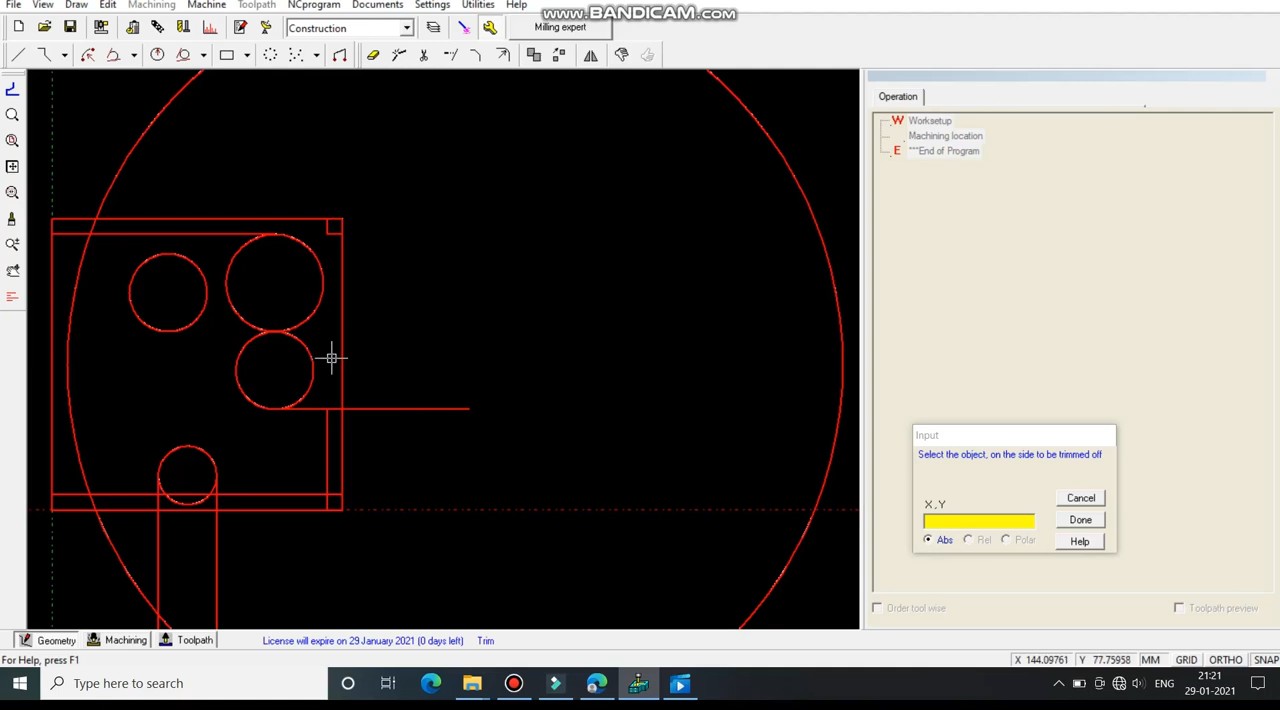 www.BANDICAM.com
File View Draw Edit Machining Machine Toolpath NCprogram Documents Settings Utilities Help
Construction
Milling expert
Operation
W Worksetup
Machining location
E ***End of Program
Input
Select the object, on the side to be trimmed off
X ,Y
Cancel
Done
Abs Rel Polar
Help
Order tool wise
Toolpath preview
Geometry Machining Toolpath
License will expire on 29 January 2021 (0 days left) Trim
For Help, press F1
X 144.09761 Y 77.75958 MM GRID ORTHO SNAP
Type here to search
ENG
21:21
29-01-2021